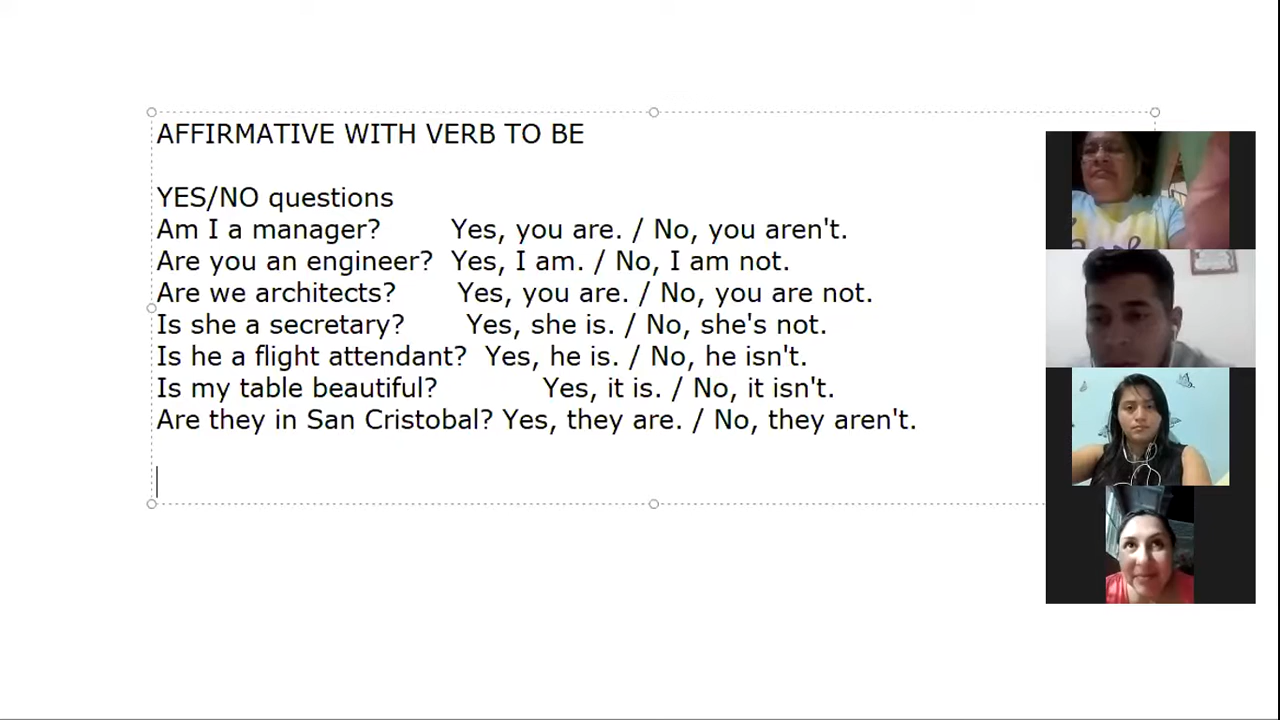 AFFIRMATIVE WITH VERB TO BE
YES/NO questions
Am I a manager? Yes, you are. / No, you aren't.
Are you an engineer? Yes, I am. / No, I am not.
Are we architects? Yes, you are. / No, you are not.
Is she a secretary? Yes, she is. / No, she's not.
Is he a flight attendant? Yes, he is. / No, he isn't.
Is my table beautiful? Yes, it is. / No, it isn't.
Are they in San Cristobal? Yes, they are. / No, they aren't.